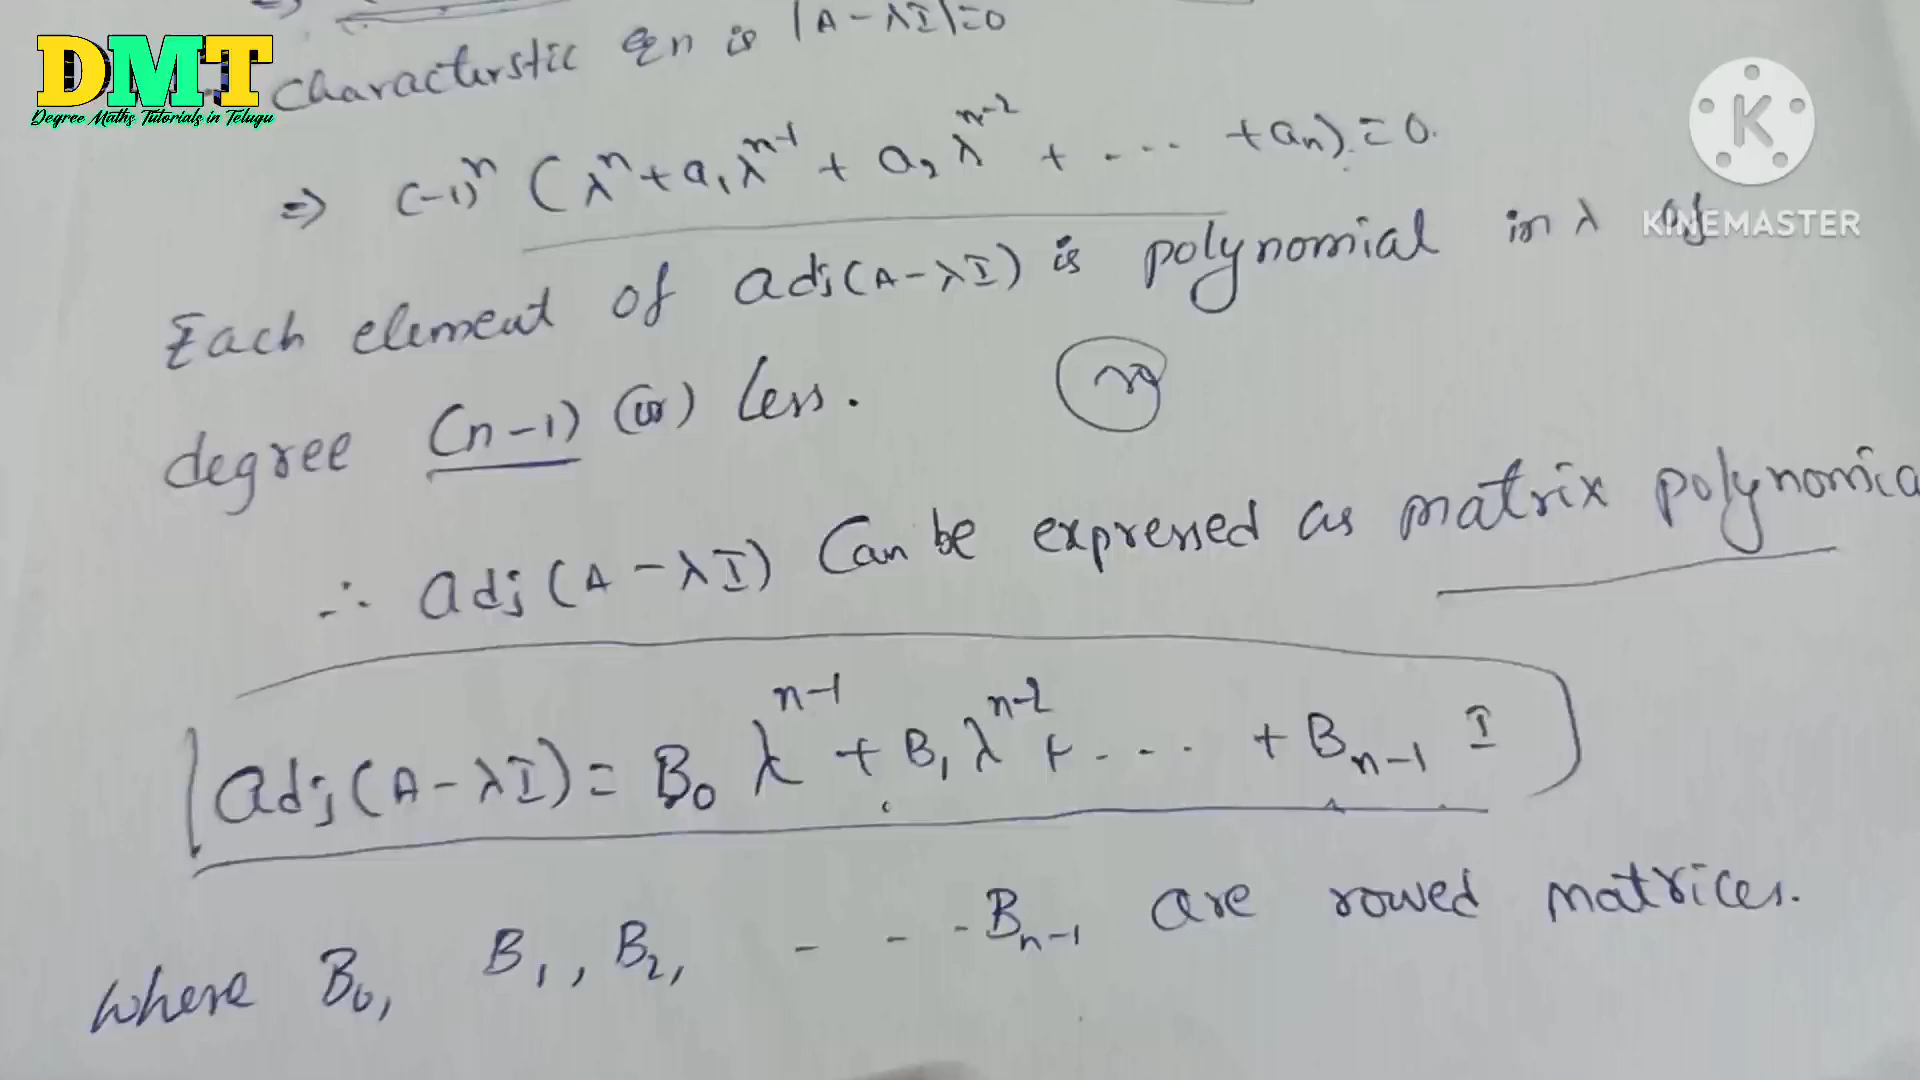 DMT
Degree Maths Tutorials in Telugu
KINEMASTER
characterstic Eqn is |A - λI| = 0
⇒ (-1)ⁿ (λⁿ + a₁λⁿ⁻¹ + a₂λⁿ⁻² + - - - - + aₙ) = 0.
Each element of adj(A - λI) is polynomial in λ of
degree (n-1) (or) less.
n
∴ adj(A - λI) Can be expressed as matrix polynomia
adj(A - λI) = B₀ λⁿ⁻¹ + B₁ λⁿ⁻² + - - - - + Bₙ₋₁ I
where B₀, B₁, , B₂, - - - Bₙ₋₁ are rowed matrices.